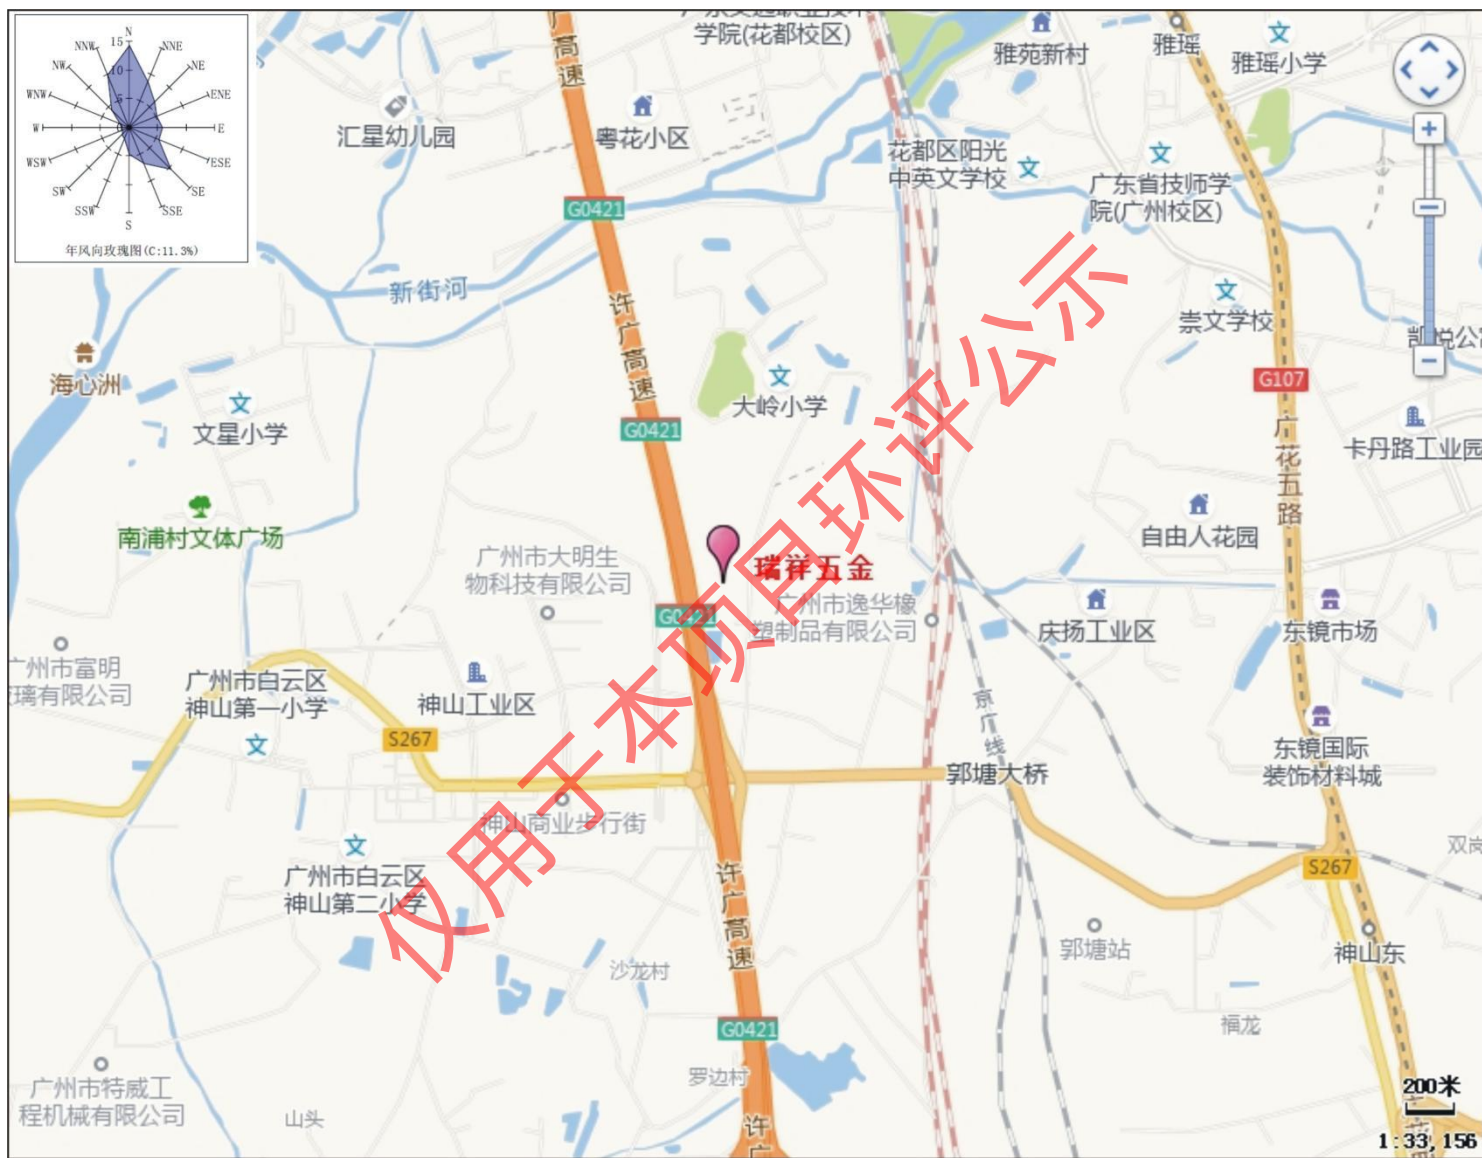 N
NNE
NE
ENE
E
ESE
SE
SSE
S
SSW
SW
WSW
W
WNW
NW
NNW
15
10
5
0
年风向玫瑰图(C:11.3%)
学院(花都校区)
雅苑新村
雅瑶
雅瑶小学
高速
汇星幼儿园
粤花小区
花都区阳光
中英文学校
广东省技师学
院(广州校区)
G0421
新街河
许广高速
崇文学校
海心洲
文星小学
大岭小学
G107
G0421
广花五路
卡丹路工业园
南浦村文体广场
自由人花园
广州市大明生
物科技有限公司
瑞祥五金
广州市逸华橡
塑制品有限公司
庆扬工业区
东镜市场
广州市富明
璃有限公司
广州市白云区
神山第一小学
神山工业区
S267
京广线
东镜国际
装饰材料城
郭塘大桥
神山商业步行街
双岗
S267
广州市白云区
神山第二小学
许广高速
郭塘站
神山东
沙龙村
G0421
福龙
罗边村
广州市特威工
程机械有限公司
山头
许广
200米
1:33,156
仅用于本项目环评公示